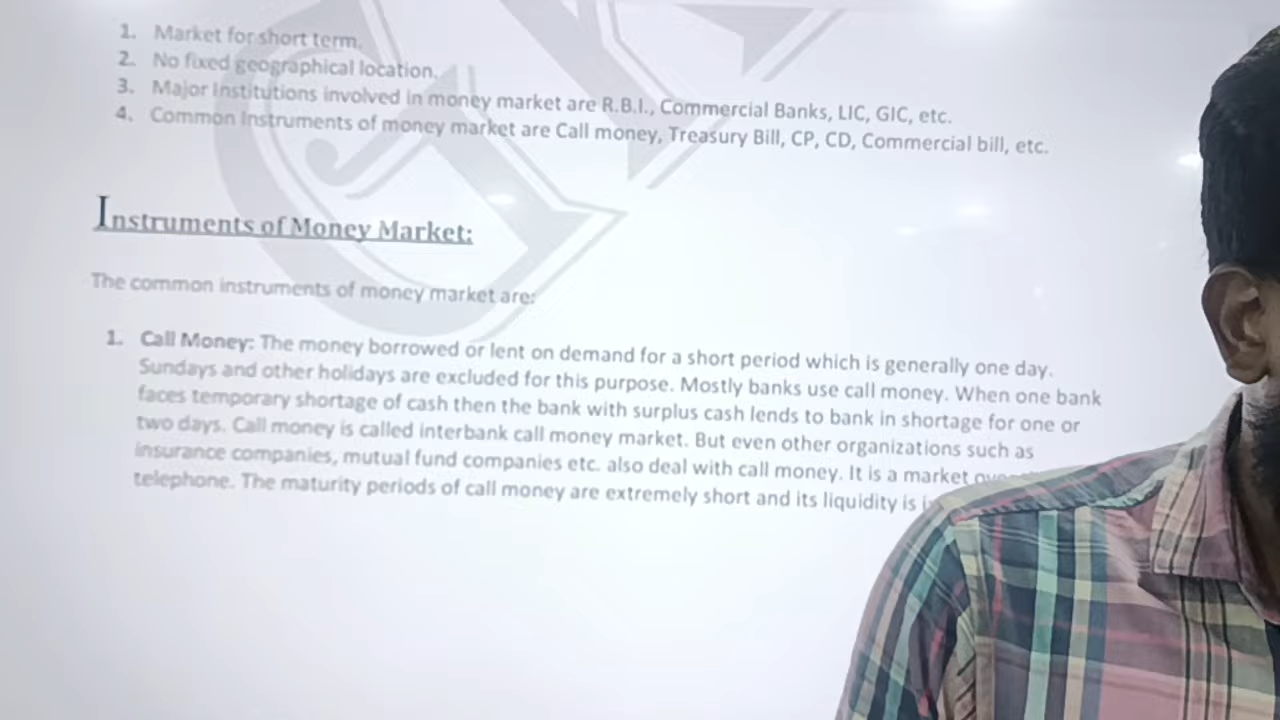 1. Market for short term.
2. No fixed geographical location.
3. Major Institutions involved in money market are R.B.I., Commercial Banks, LIC, GIC, etc.
4. Common Instruments of money market are Call money, Treasury Bill, CP, CD, Commercial bill, etc.
Instruments of Money Market:
The common instruments of money market are:
1. Call Money: The money borrowed or lent on demand for a short period which is generally one day.
Sundays and other holidays are excluded for this purpose. Mostly banks use call money. When one bank
faces temporary shortage of cash then the bank with surplus cash lends to bank in shortage for one or
two days. Call money is called interbank call money market. But even other organizations such as
insurance companies, mutual fund companies etc. also deal with call money. It is a market
telephone. The maturity periods of call money are extremely short and its liquidity is